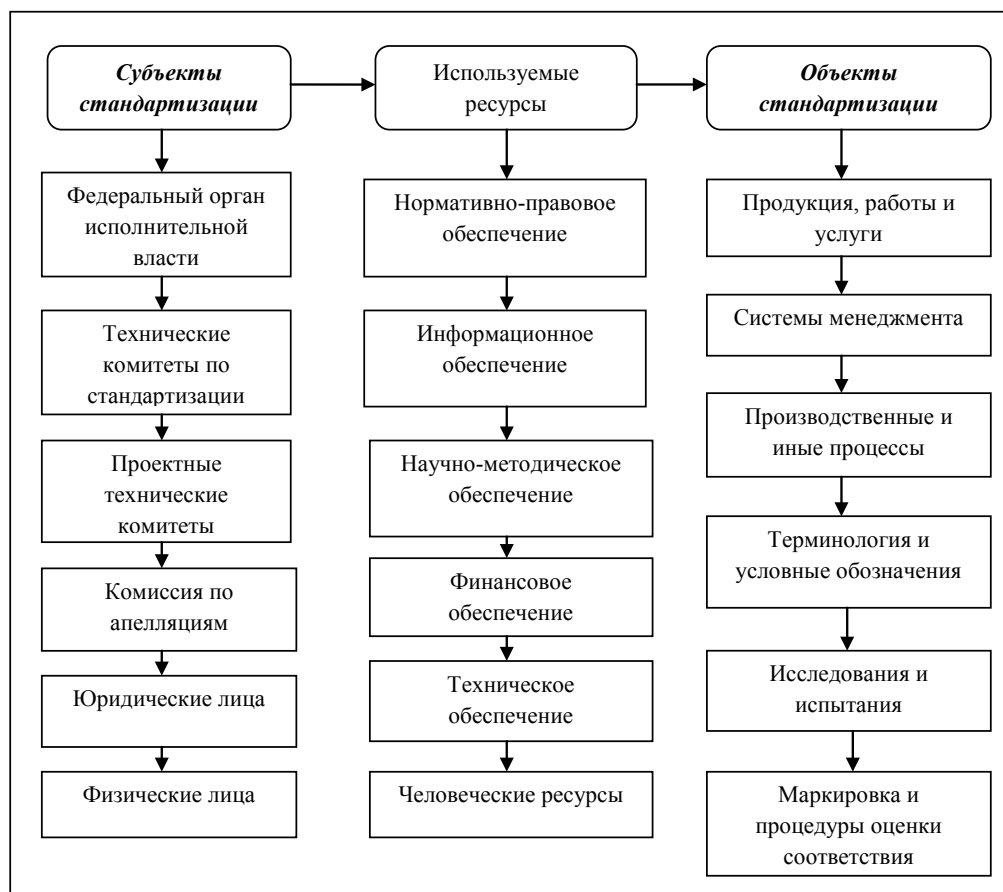 Субъекты
стандартизации
Используемые
ресурсы
Объекты
стандартизации
Федеральный орган
исполнительной
власти
Технические
комитеты по
стандартизации
Проектные
технические
комитеты
Комиссия по
апелляциям
Юридические лица
Физические лица
Нормативно-правовое
обеспечение
Информационное
обеспечение
Научно-методическое
обеспечение
Финансовое
обеспечение
Техническое
обеспечение
Человеческие ресурсы
Продукция, работы и
услуги
Системы менеджмента
Производственные и
иные процессы
Терминология и
условные обозначения
Исследования и
испытания
Маркировка и
процедуры оценки
соответствия